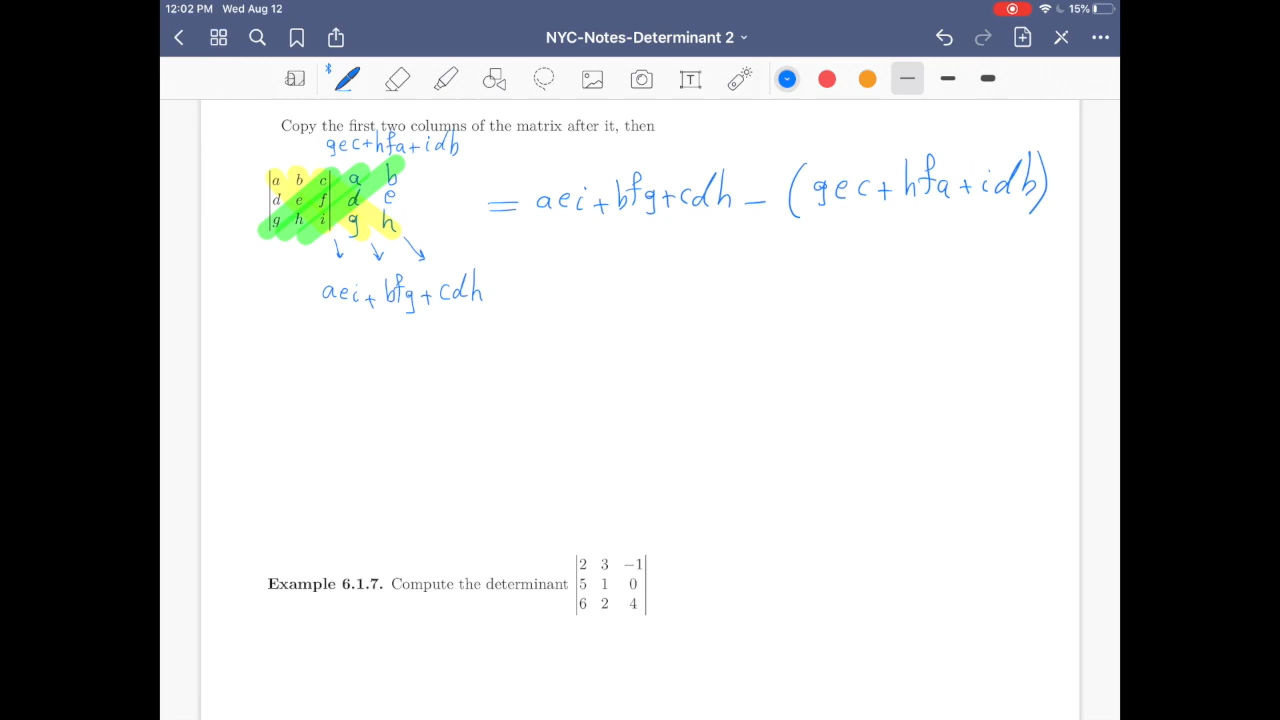 12:02 PM Wed Aug 12
15%
NYC-Notes-Determinant 2
T
Copy the first two columns of the matrix after it, then
gec+hfa+idb
a b c a b
d e f d e
g h i g h
= aei+bfg+cdh - (gec+hfa+idb)
aei+bfg+cdh
2 3 −1
Example 6.1.7. Compute the determinant 5 1 0
6 2 4